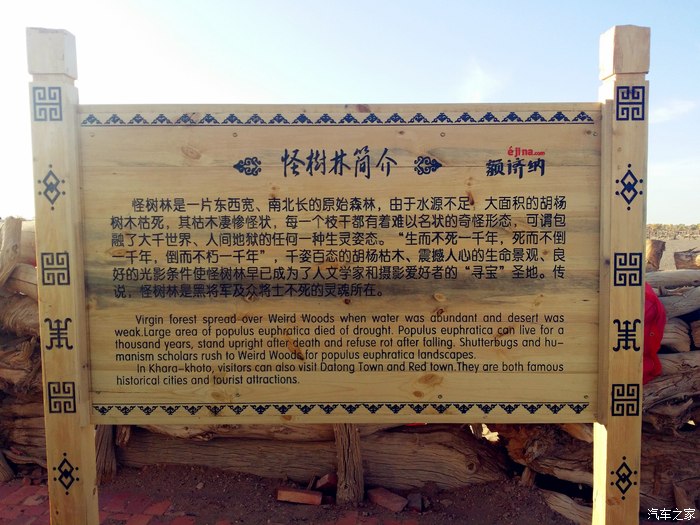 怪樹林简介
éjina.com
额济纳
怪树林是一片东西宽、南北长的原始森林，由于水源不足，大面积的胡杨
树木枯死，其枯木凄惨怪状，每一个枝干都有着难以名状的奇怪形态，可谓包
融了大千世界、人间地狱的任何一种生灵姿态。“生而不死一千年，死而不倒
一千年，倒而不朽一千年”，千姿百态的胡杨枯木、震撼人心的生命景观、良
好的光影条件使怪树林早已成为了人文学家和摄影爱好者的“寻宝”圣地。传
说，怪树林是黑将军及众将士不死的灵魂所在。
Virgin forest spread over Weird Woods when water was abundant and desert was
weak.Large area of populus euphratica died of drought. Populus euphratica can live for a
thousand years, stand upright after death and refuse rot after falling. Shutterbugs and hu-
manism scholars rush to Weird Woods for populus euphratica landscapes.
In Khara-khoto, visitors can also visit Datong Town and Red town.They are both famous
historical cities and tourist attractions.
汽车之家